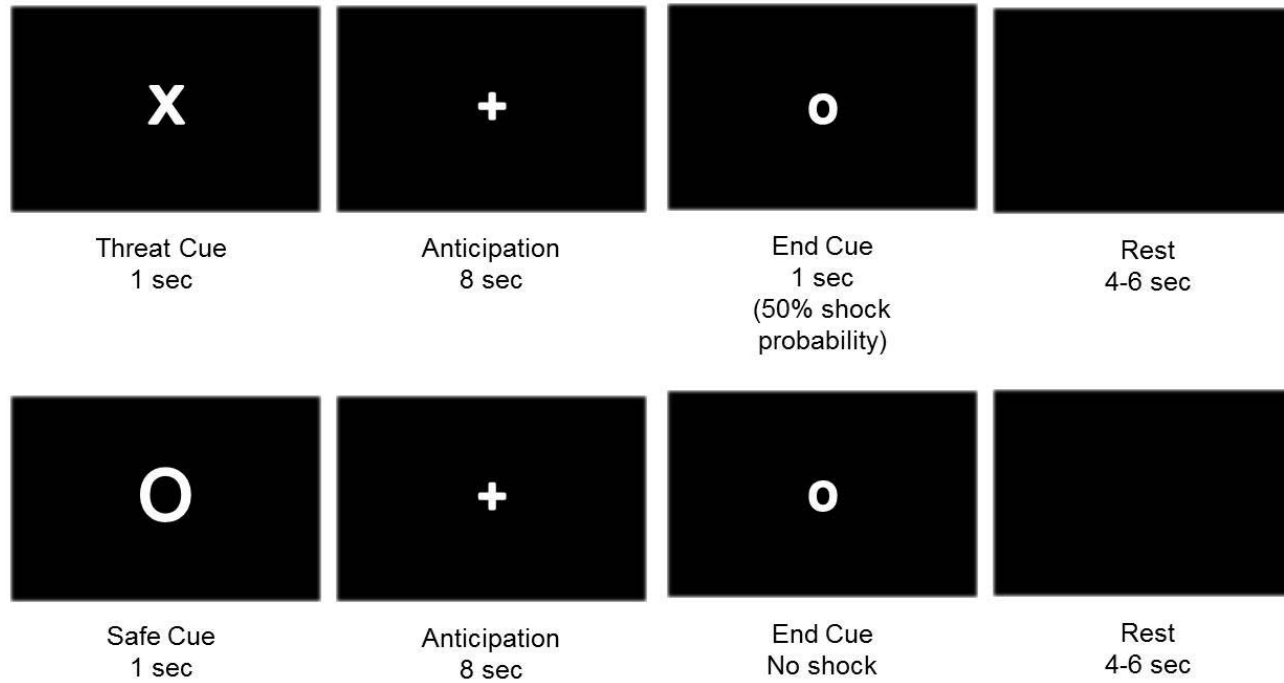 x
+
o
Threat Cue
1 sec
Anticipation
8 sec
End Cue
1 sec
(50% shock
probability)
Rest
4-6 sec
O
+
o
Safe Cue
1 sec
Anticipation
8 sec
End Cue
No shock
Rest
4-6 sec